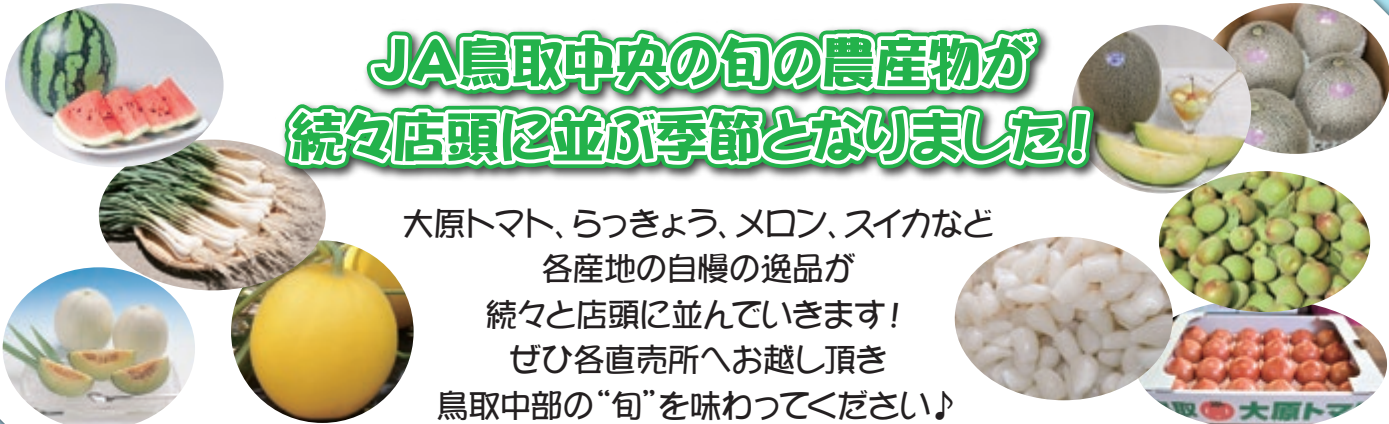 JA鳥取中央の旬の農産物が
続々店頭に並ぶ季節となりました!
大原トマト、らっきょう、メロン、スイカなど
各産地の自慢の逸品が
続々と店頭に並んでいきます!
ぜひ各直売所へお越し頂き
鳥取中部の“旬”を味わってください♪
取 大原トマ